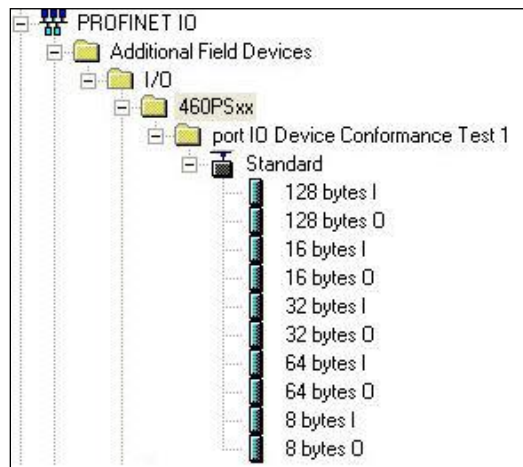 PROFINET IO
Additional Field Devices
I/O
460PSxx
port IO Device Conformance Test 1
Standard
128 bytes I
128 bytes O
16 bytes I
16 bytes O
32 bytes I
32 bytes O
64 bytes I
64 bytes O
8 bytes I
8 bytes O